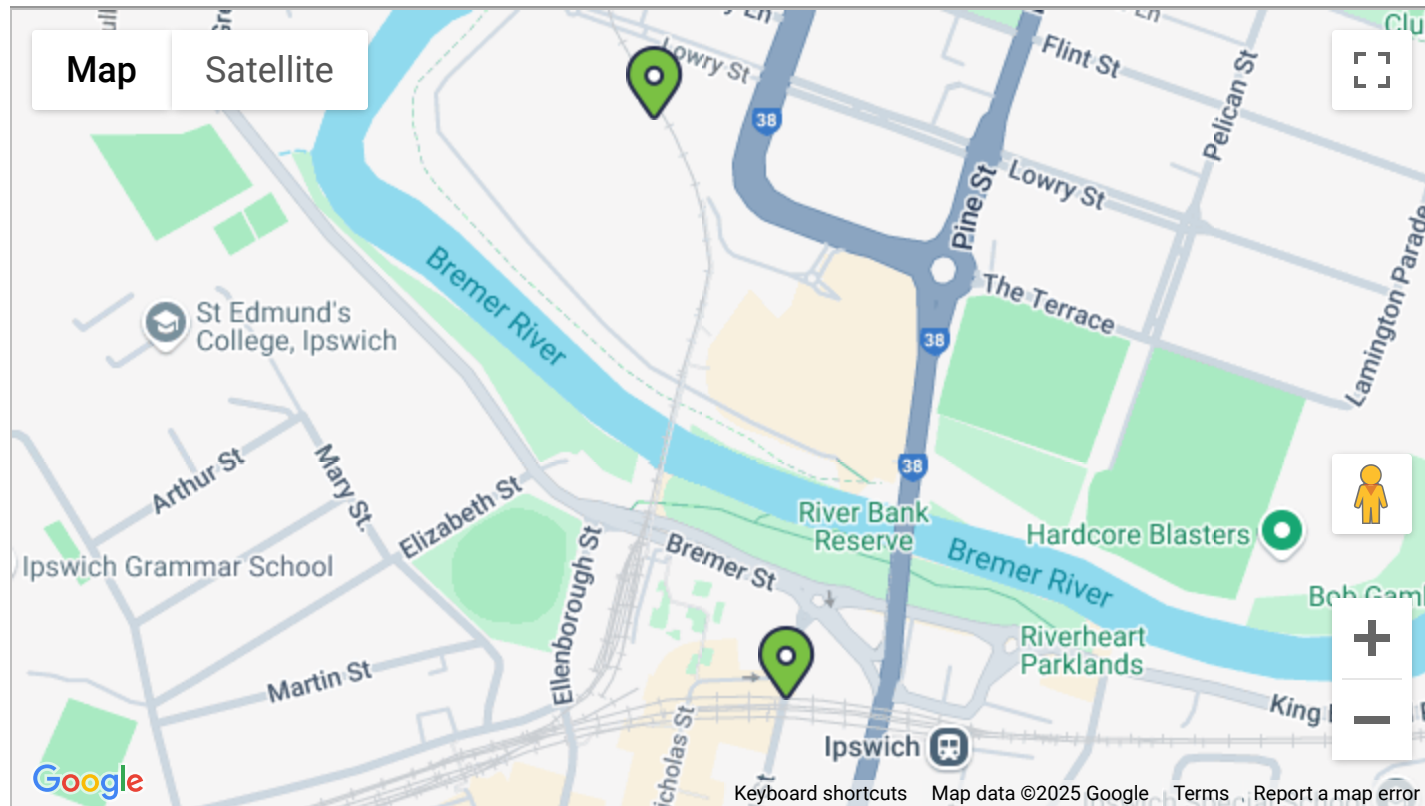 Map
Satellite
Lowry St
Flint St
Clu
38
Pelican St
Lowry St
Pine St
Bremer River
The Terrace
Lamington Parade
St Edmund's
College, Ipswich
38
Arthur St
Mary St
Elizabeth St
38
River Bank
Reserve
Hardcore Blasters
Bremer River
Ipswich Grammar School
Bremer St
Ellenborough St
Riverheart
Parklands
Martin St
King
Ipswich
icholas St
Google
Keyboard shortcuts
Map data ©2025 Google
Terms
Report a map error